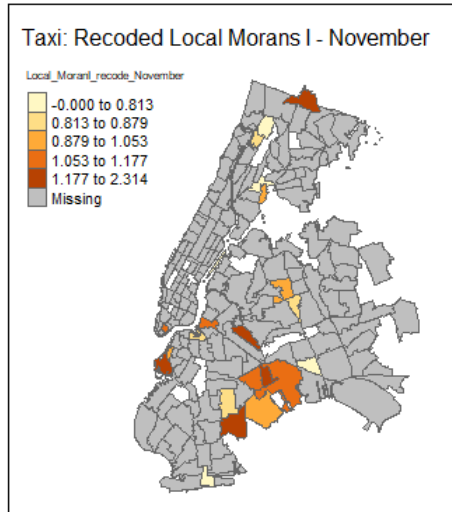 Taxi: Recoded Local Morans I - November
Local_MoranI_recode_November
-0.000 to 0.813
0.813 to 0.879
0.879 to 1.053
1.053 to 1.177
1.177 to 2.314
Missing